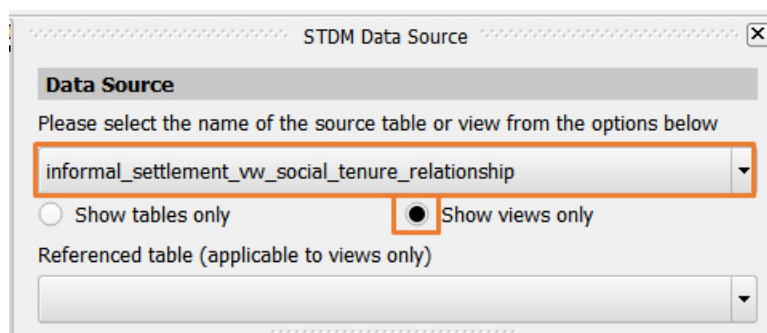 STDM Data Source
Data Source
Please select the name of the source table or view from the options below
informal_settlement_vw_social_tenure_relationship
Show tables only Show views only
Referenced table (applicable to views only)